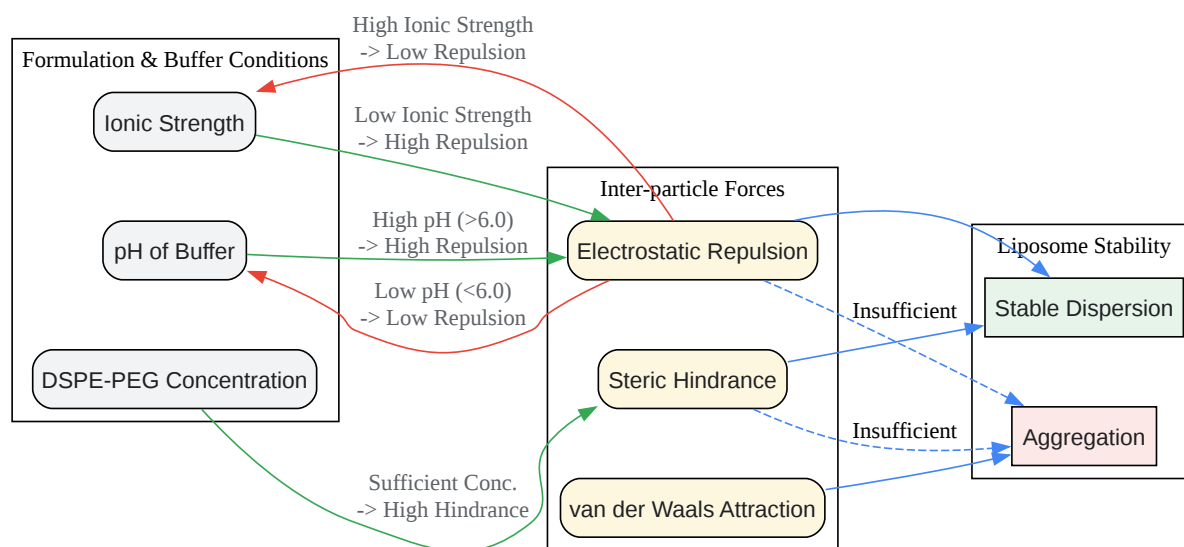 Formulation & Buffer Conditions
Ionic Strength
pH of Buffer
DSPE-PEG Concentration
High Ionic Strength
-> Low Repulsion
Low Ionic Strength
-> High Repulsion
High pH (>6.0)
-> High Repulsion
Low pH (<6.0)
-> Low Repulsion
Sufficient Conc.
-> High Hindrance
Inter-particle Forces
Electrostatic Repulsion
Steric Hindrance
van der Waals Attraction
Insufficient
Insufficient
Liposome Stability
Stable Dispersion
Aggregation